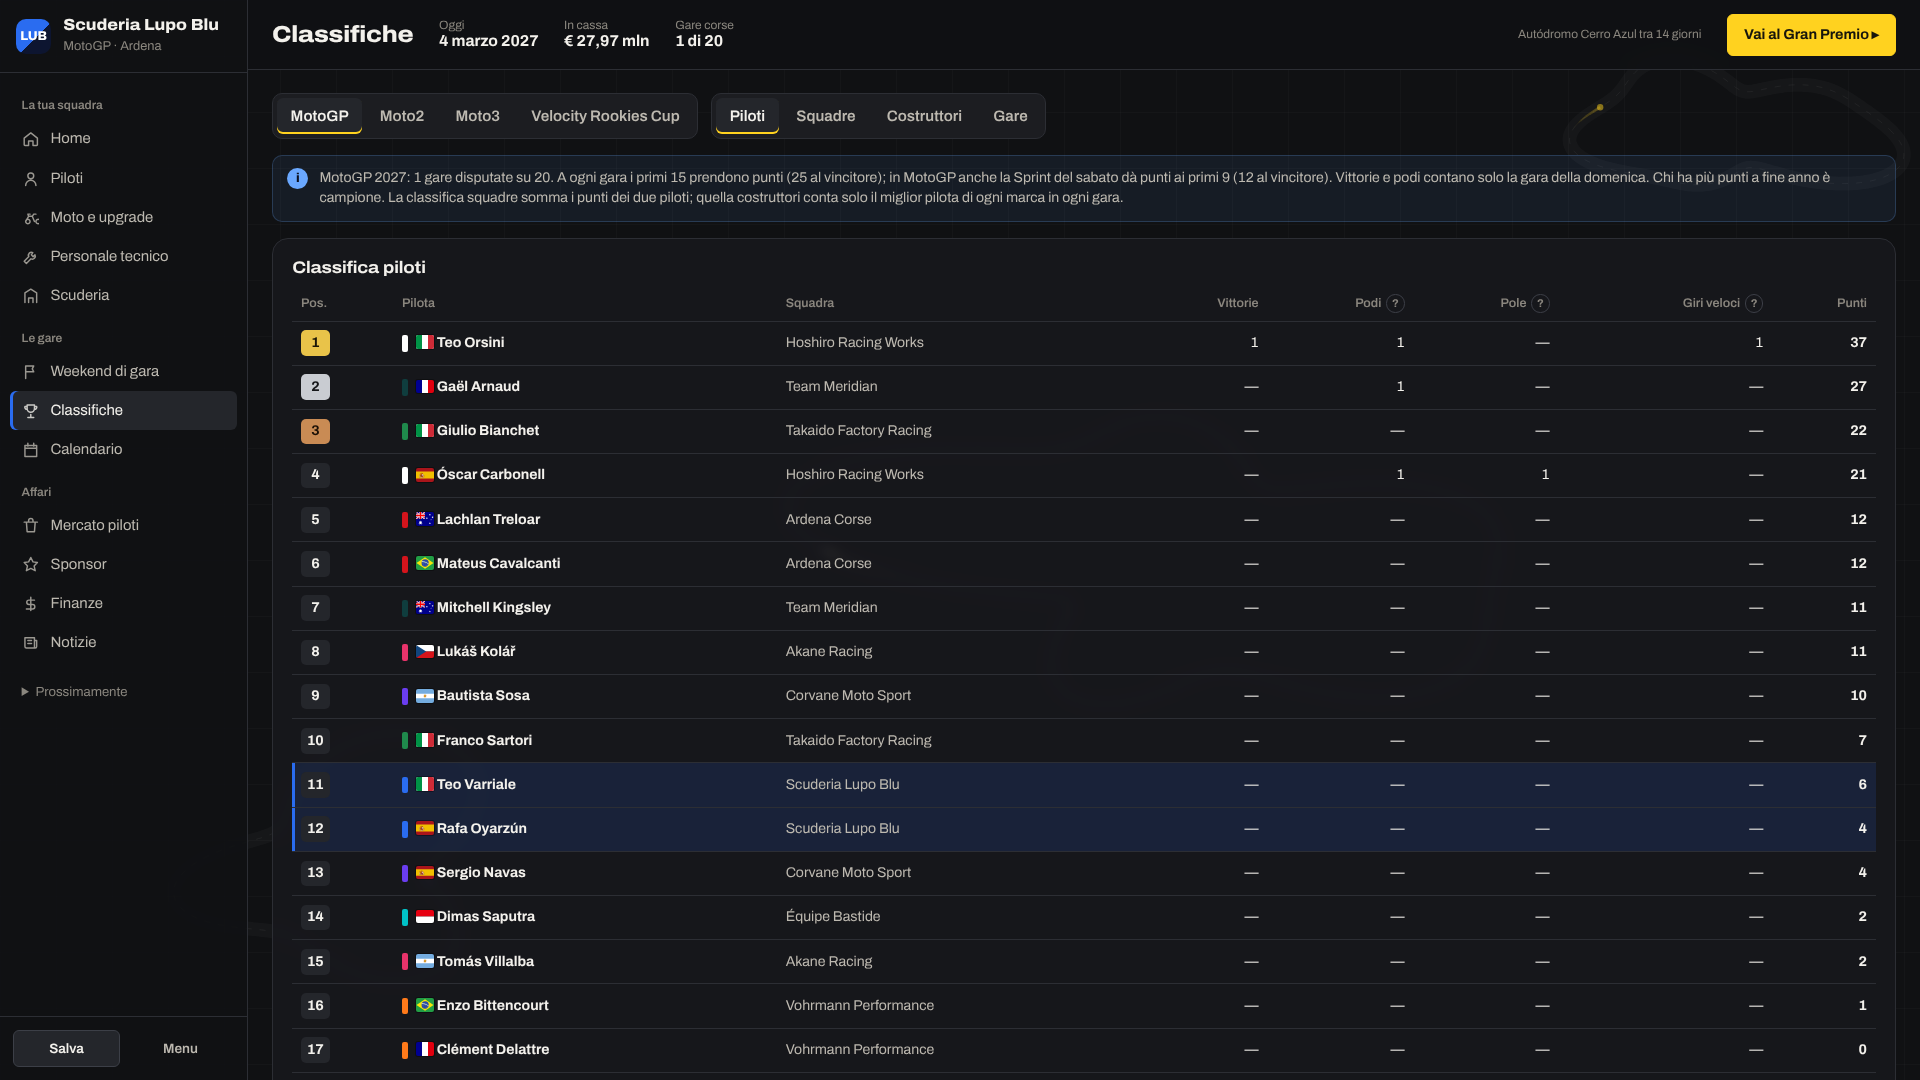 LUB
Scuderia Lupo Blu
MotoGP · Ardena
La tua squadra
Home
Piloti
Moto e upgrade
Personale tecnico
Scuderia
Le gare
Weekend di gara
Classifiche
Calendario
Affari
Mercato piloti
Sponsor
Finanze
Notizie
Prossimamente
Salva
Menu
Classifiche
Oggi
4 marzo 2027
In cassa
€ 27,97 mln
Gare corse
1 di 20
Autódromo Cerro Azul tra 14 giorni
Vai al Gran Premio ▸
MotoGP Moto2 Moto3 Velocity Rookies Cup
Piloti Squadre Costruttori Gare
i
MotoGP 2027: 1 gare disputate su 20. A ogni gara i primi 15 prendono punti (25 al vincitore); in MotoGP anche la Sprint del sabato dà punti ai primi 9 (12 al vincitore). Vittorie e podi contano solo la gara della domenica. Chi ha più punti a fine anno è
campione. La classifica squadre somma i punti dei due piloti; quella costruttori conta solo il miglior pilota di ogni marca in ogni gara.
Classifica piloti
Pos. Pilota Squadra Vittorie Podi ? Pole ? Giri veloci ? Punti
1 Teo Orsini Hoshiro Racing Works 1 1 — 1 37
2 Gaël Arnaud Team Meridian — 1 — — 27
3 Giulio Bianchet Takaido Factory Racing — — — — 22
4 Óscar Carbonell Hoshiro Racing Works — 1 1 — 21
5 Lachlan Treloar Ardena Corse — — — — 12
6 Mateus Cavalcanti Ardena Corse — — — — 12
7 Mitchell Kingsley Team Meridian — — — — 11
8 Lukáš Kolář Akane Racing — — — — 11
9 Bautista Sosa Corvane Moto Sport — — — — 10
10 Franco Sartori Takaido Factory Racing — — — — 7
11 Teo Varriale Scuderia Lupo Blu — — — — 6
12 Rafa Oyarzún Scuderia Lupo Blu — — — — 4
13 Sergio Navas Corvane Moto Sport — — — — 4
14 Dimas Saputra Équipe Bastide — — — — 2
15 Tomás Villalba Akane Racing — — — — 2
16 Enzo Bittencourt Vohrmann Performance — — — — 1
17 Clément Delattre Vohrmann Performance — — — — 0